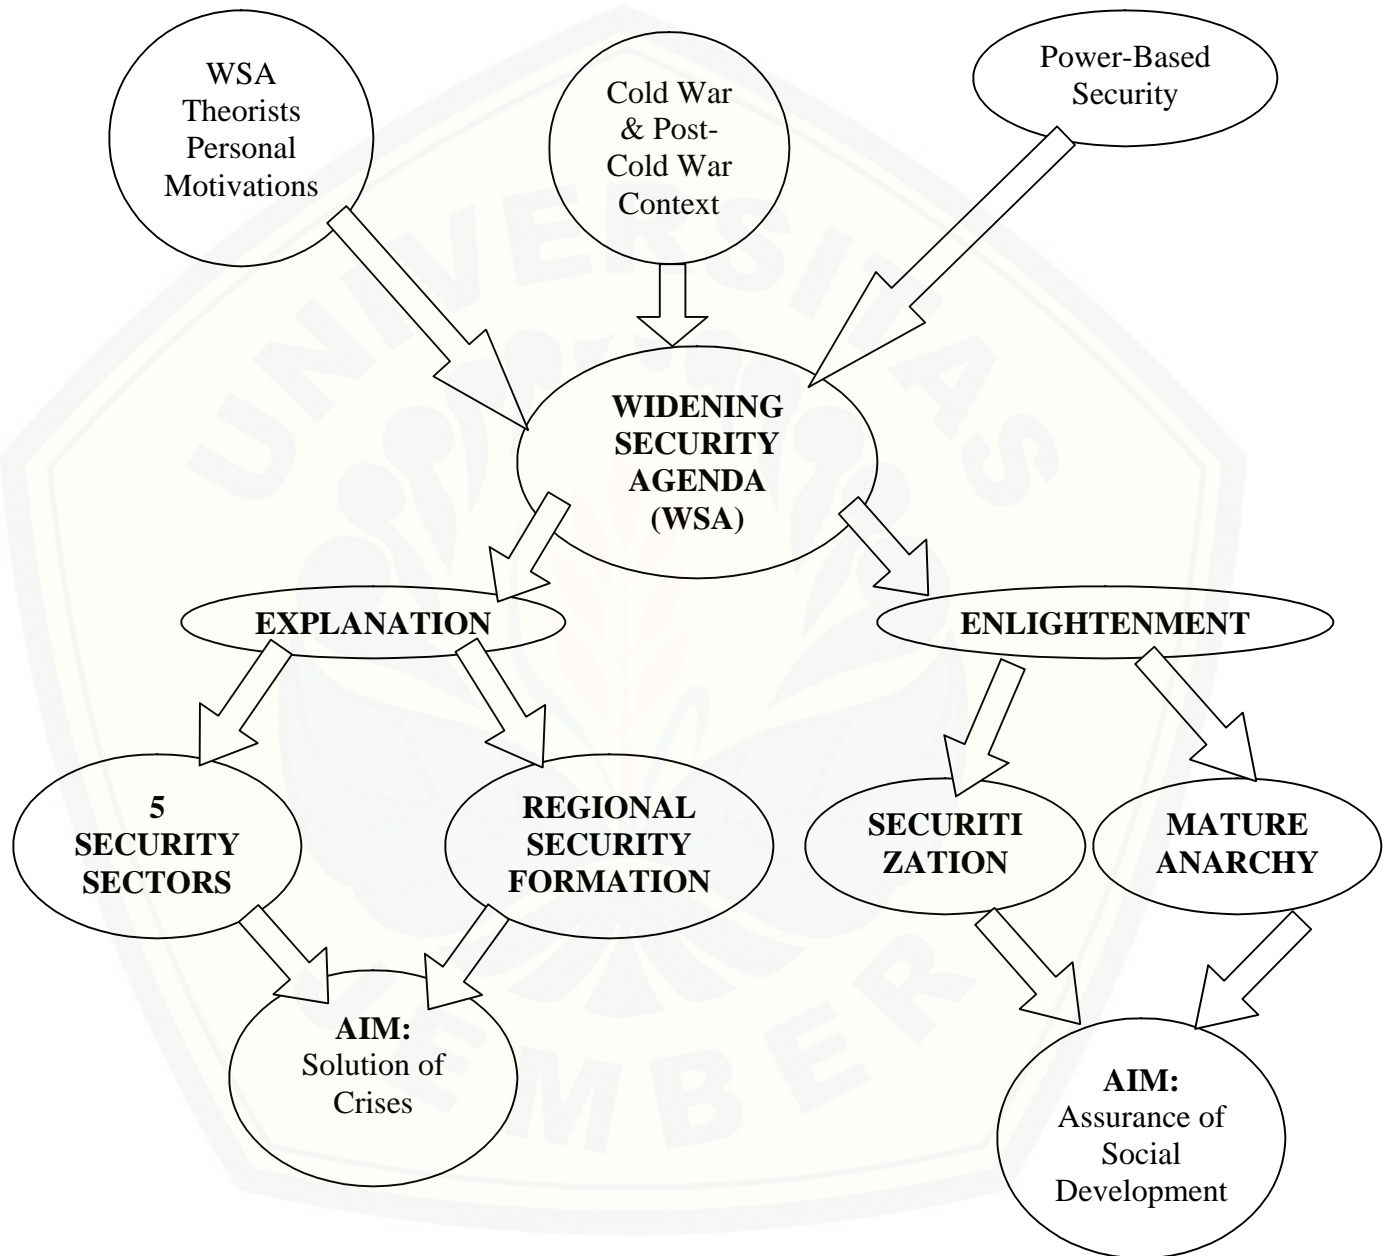 WSA
Theorists
Personal
Motivations
Cold War
& Post-
Cold War
Context
Power-Based
Security
WIDENING
SECURITY
AGENDA
(WSA)
EXPLANATION
ENLIGHTENMENT
5
SECURITY
SECTORS
REGIONAL
SECURITY
FORMATION
SECURITI
ZATION
MATURE
ANARCHY
AIM:
Solution of
Crises
AIM:
Assurance of
Social
Development
UNIVERSITAS
JEMBER